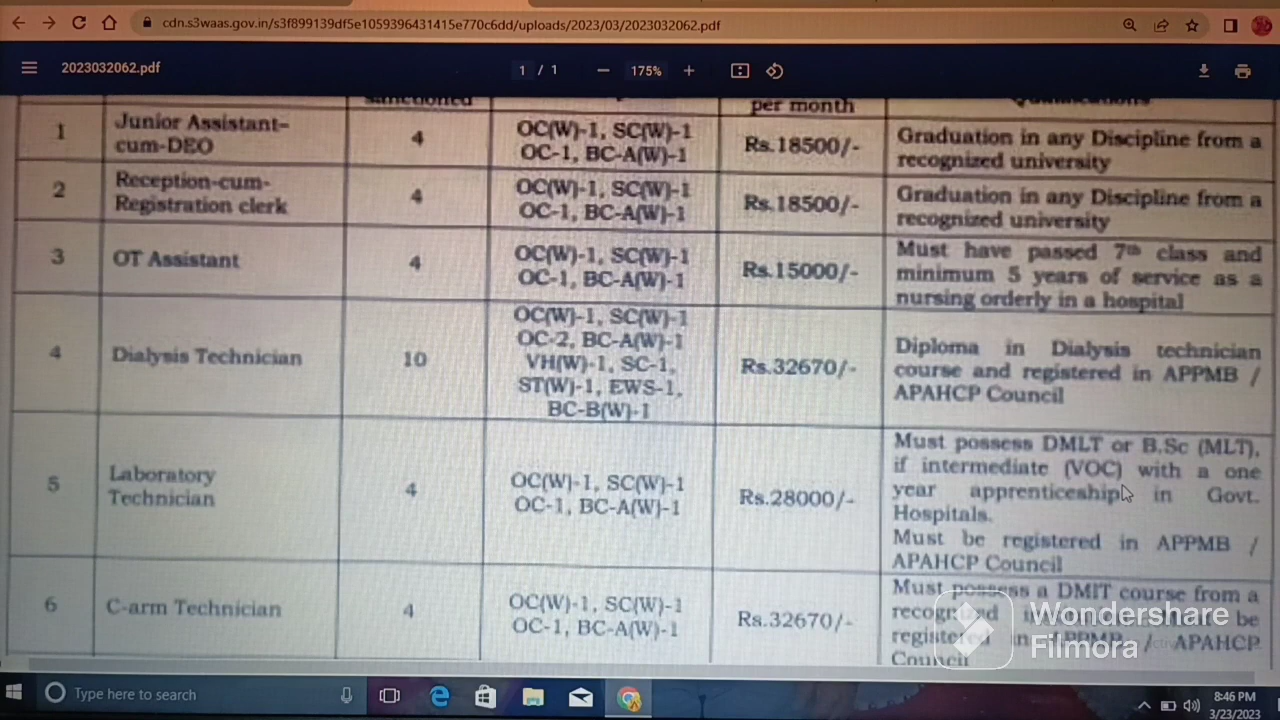 cdn.s3waas.gov.in/s3f899139df5e1059396431415e770c6dd/uploads/2023/03/2023032062.pdf
2023032062.pdf
1 / 1
175%
sanctioned
per month
Qualifications
1
Junior Assistant-
cum-DEO
4
OC(W)-1, SC(W)-1
OC-1, BC-A(W)-1
Rs.18500/-
Graduation in any Discipline from a
recognized university
2
Reception-cum-
Registration clerk
4
OC(W)-1, SC(W)-1
OC-1, BC-A(W)-1
Rs.18500/-
Graduation in any Discipline from a
recognized university
3
OT Assistant
4
OC(W)-1, SC(W)-1
OC-1, BC-A(W)-1
Rs.15000/-
Must have passed 7th class and
minimum 5 years of service as a
nursing orderly in a hospital
4
Dialysis Technician
10
OC(W)-1, SC(W)-1
OC-2, BC-A(W)-1
VH(W)-1, SC-1,
ST(W)-1, EWS-1,
BC-B(W)-1
Rs.32670/-
Diploma in Dialysis technician
course and registered in APPMB /
APAHCP Council
5
Laboratory
Technician
4
OC(W)-1, SC(W)-1
OC-1, BC-A(W)-1
Rs.28000/-
Must possess DMLT or B.Sc (MLT),
if intermediate (VOC) with a one
year apprenticeship in Govt.
Hospitals.
Must be registered in APPMB /
APAHCP Council
6
C-arm Technician
4
OC(W)-1, SC(W)-1
OC-1, BC-A(W)-1
Rs.32670/-
Must possess a DMIT course from a
be
in APPMB / APAHCP
Council
Wondershare
Filmora
Type here to search
8:46 PM
3/23/2023